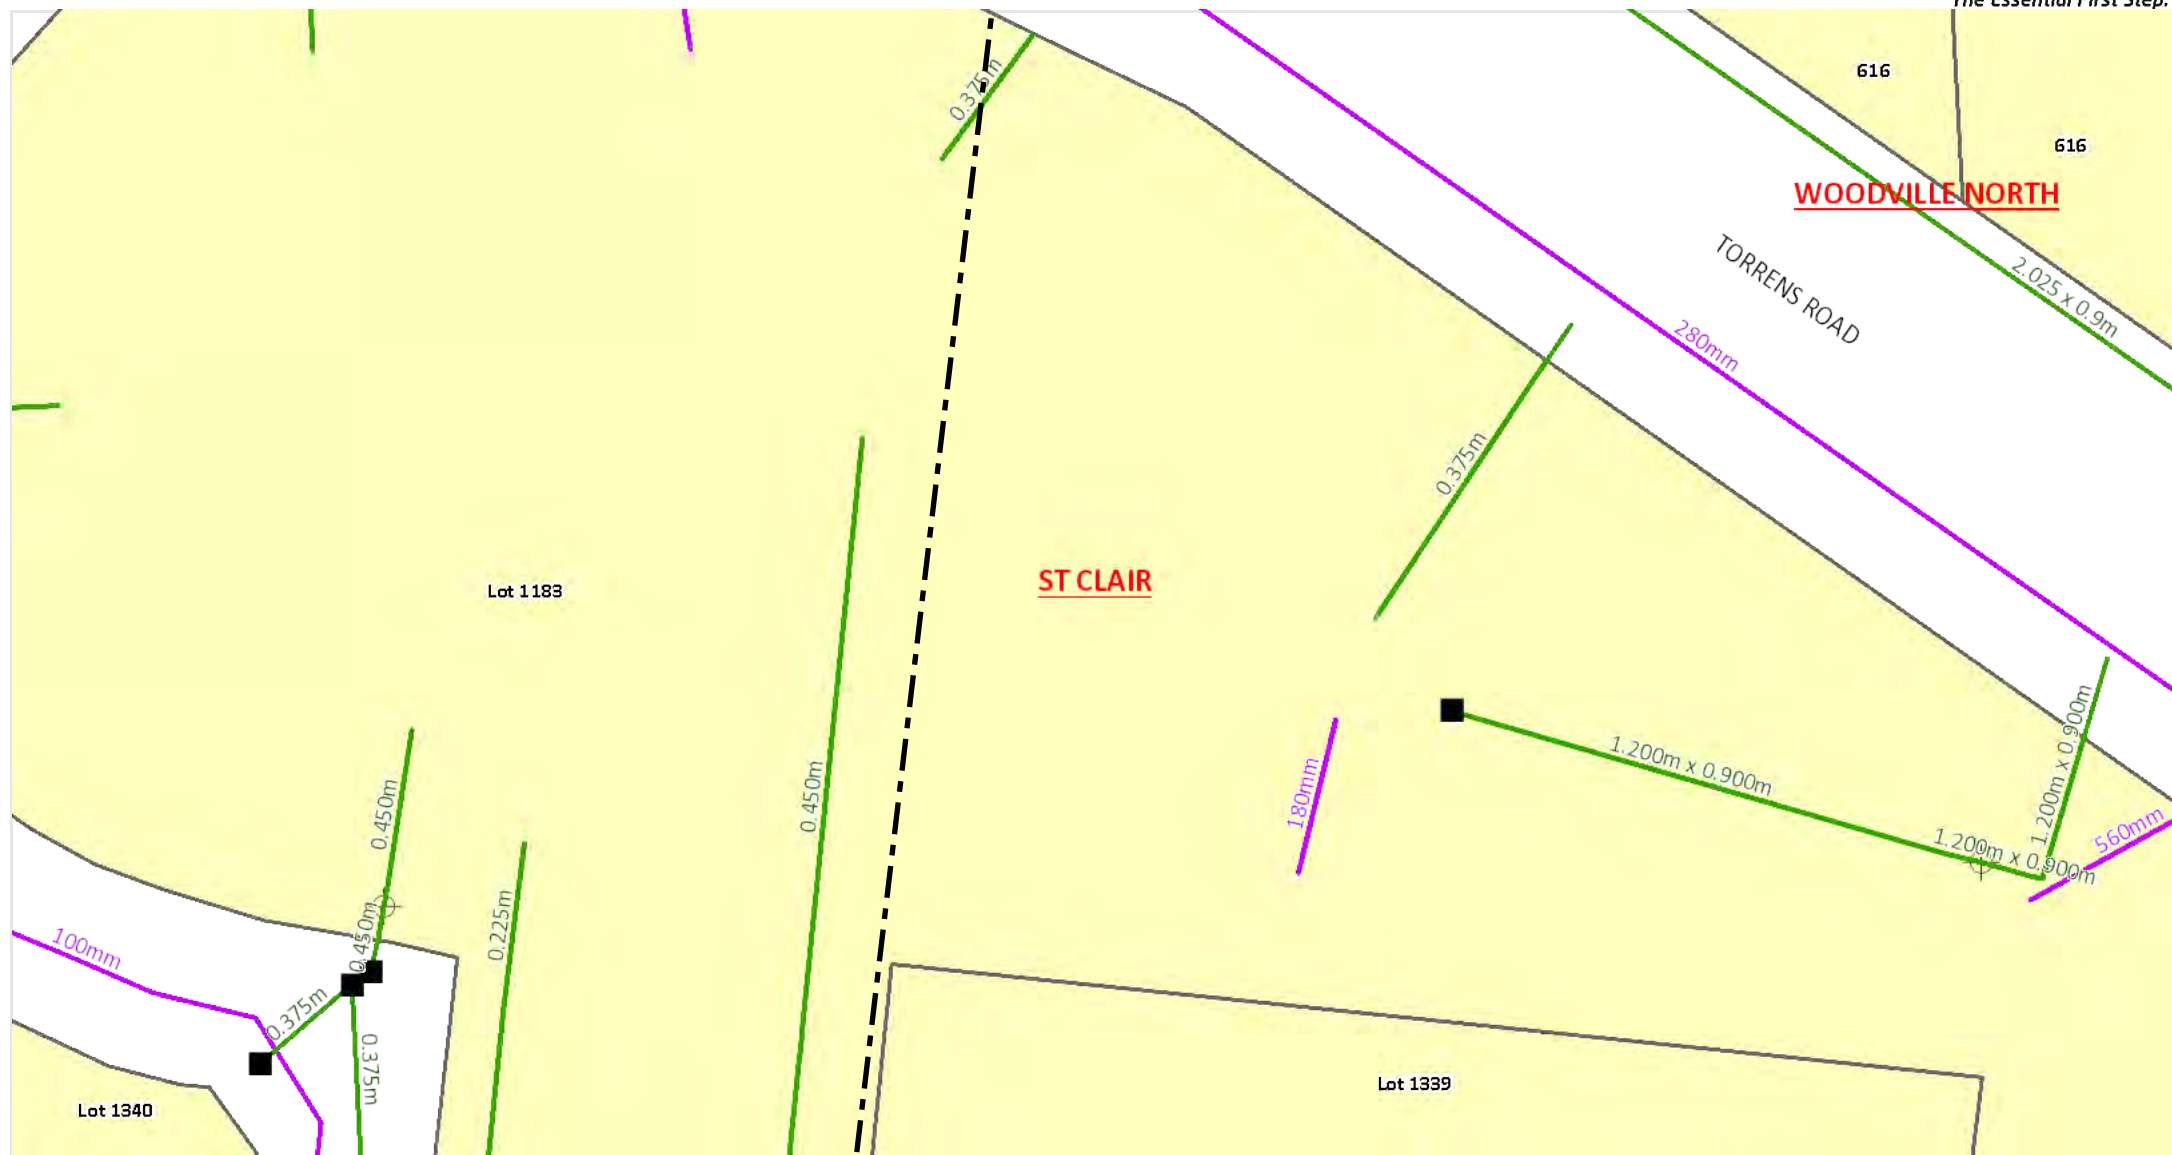 The Essential First Step.
616
616
WOODVILLE NORTH
0.375m
TORRENS ROAD
2.025 x 0.9m
280mm
0.375m
ST CLAIR
Lot 1183
1.200m x 0.900m
1.200m x 0.900m
1.200m x 0.900m
560mm
180mm
0.450m
0.450m
0.225m
0.450m
100mm
0.375m
0.375m
Lot 1339
Lot 1340